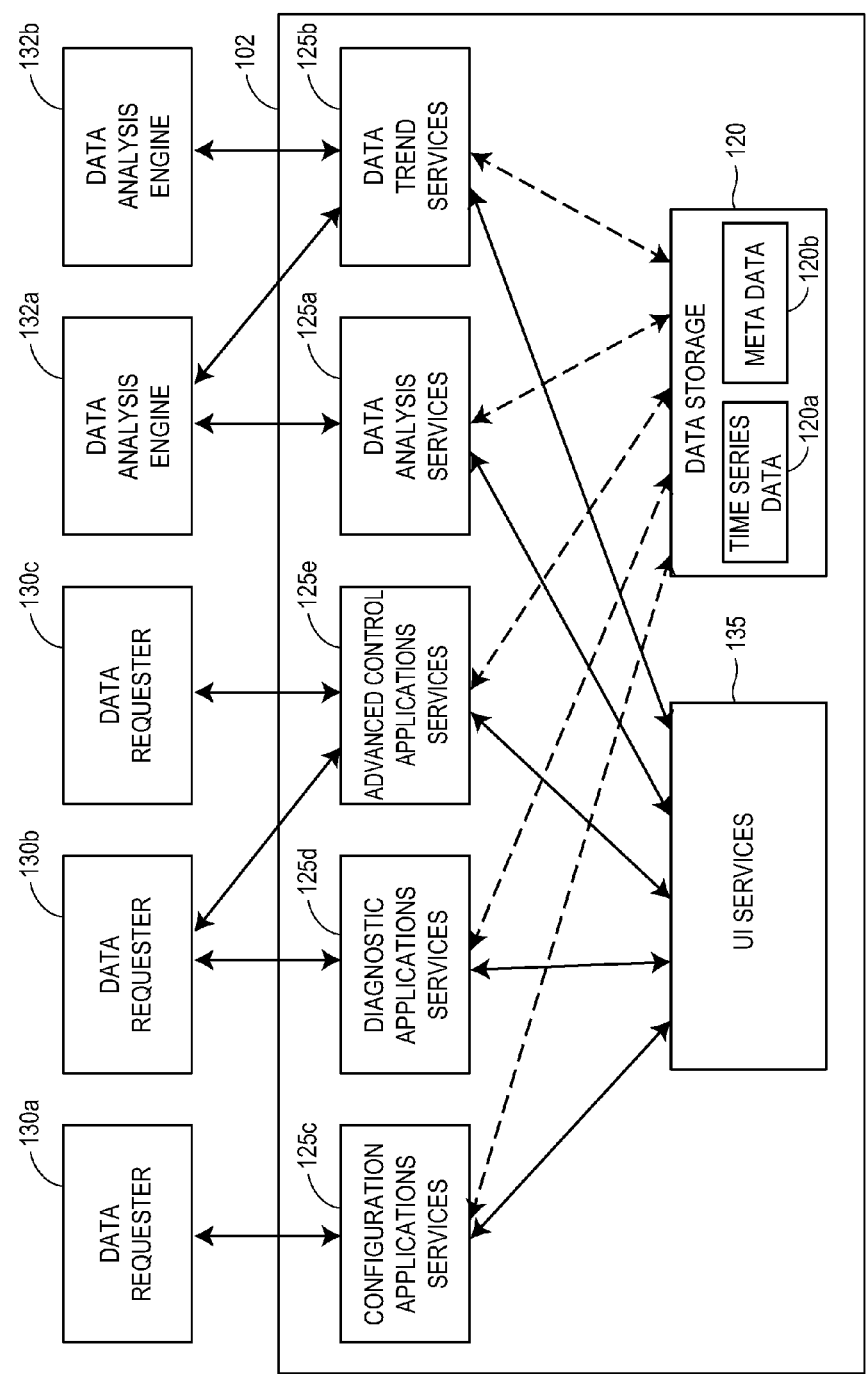 130a
DATA
REQUESTER
130b
DATA
REQUESTER
130c
DATA
REQUESTER
132a
DATA
ANALYSIS
ENGINE
132b
DATA
ANALYSIS
ENGINE
102
125c
CONFIGURATION
APPLICATIONS
SERVICES
125d
DIAGNOSTIC
APPLICATIONS
SERVICES
125e
ADVANCED CONTROL
APPLICATIONS
SERVICES
125a
DATA
ANALYSIS
SERVICES
125b
DATA
TREND
SERVICES
135
UI SERVICES
120
DATA STORAGE
TIME SERIES
DATA
120a
META DATA
120b